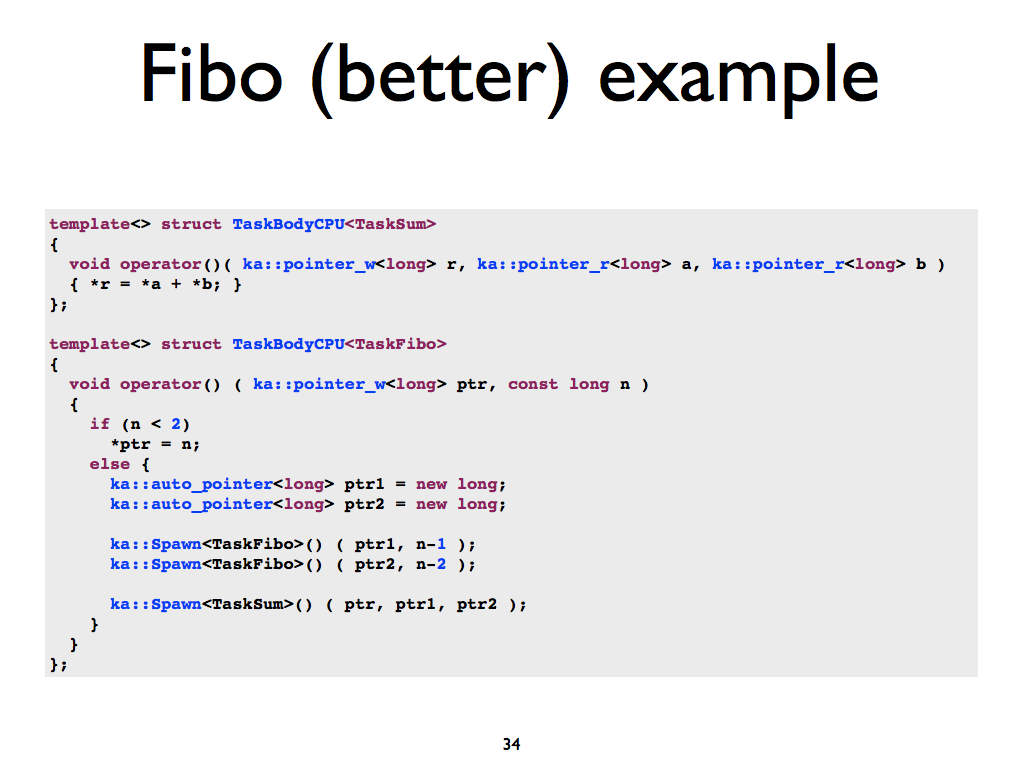 Fibo (better) example
template<> struct TaskBodyCPU<TaskSum>
{
  void operator()( ka::pointer_w<long> r, ka::pointer_r<long> a, ka::pointer_r<long> b )
  { *r = *a + *b; }
};

template<> struct TaskBodyCPU<TaskFibo>
{
  void operator() ( ka::pointer_w<long> ptr, const long n )
  {
    if (n < 2)
      *ptr = n;
    else {
      ka::auto_pointer<long> ptr1 = new long;
      ka::auto_pointer<long> ptr2 = new long;

      ka::Spawn<TaskFibo>() ( ptr1, n-1 );
      ka::Spawn<TaskFibo>() ( ptr2, n-2 );

      ka::Spawn<TaskSum>() ( ptr, ptr1, ptr2 );
    }
  }
};
34